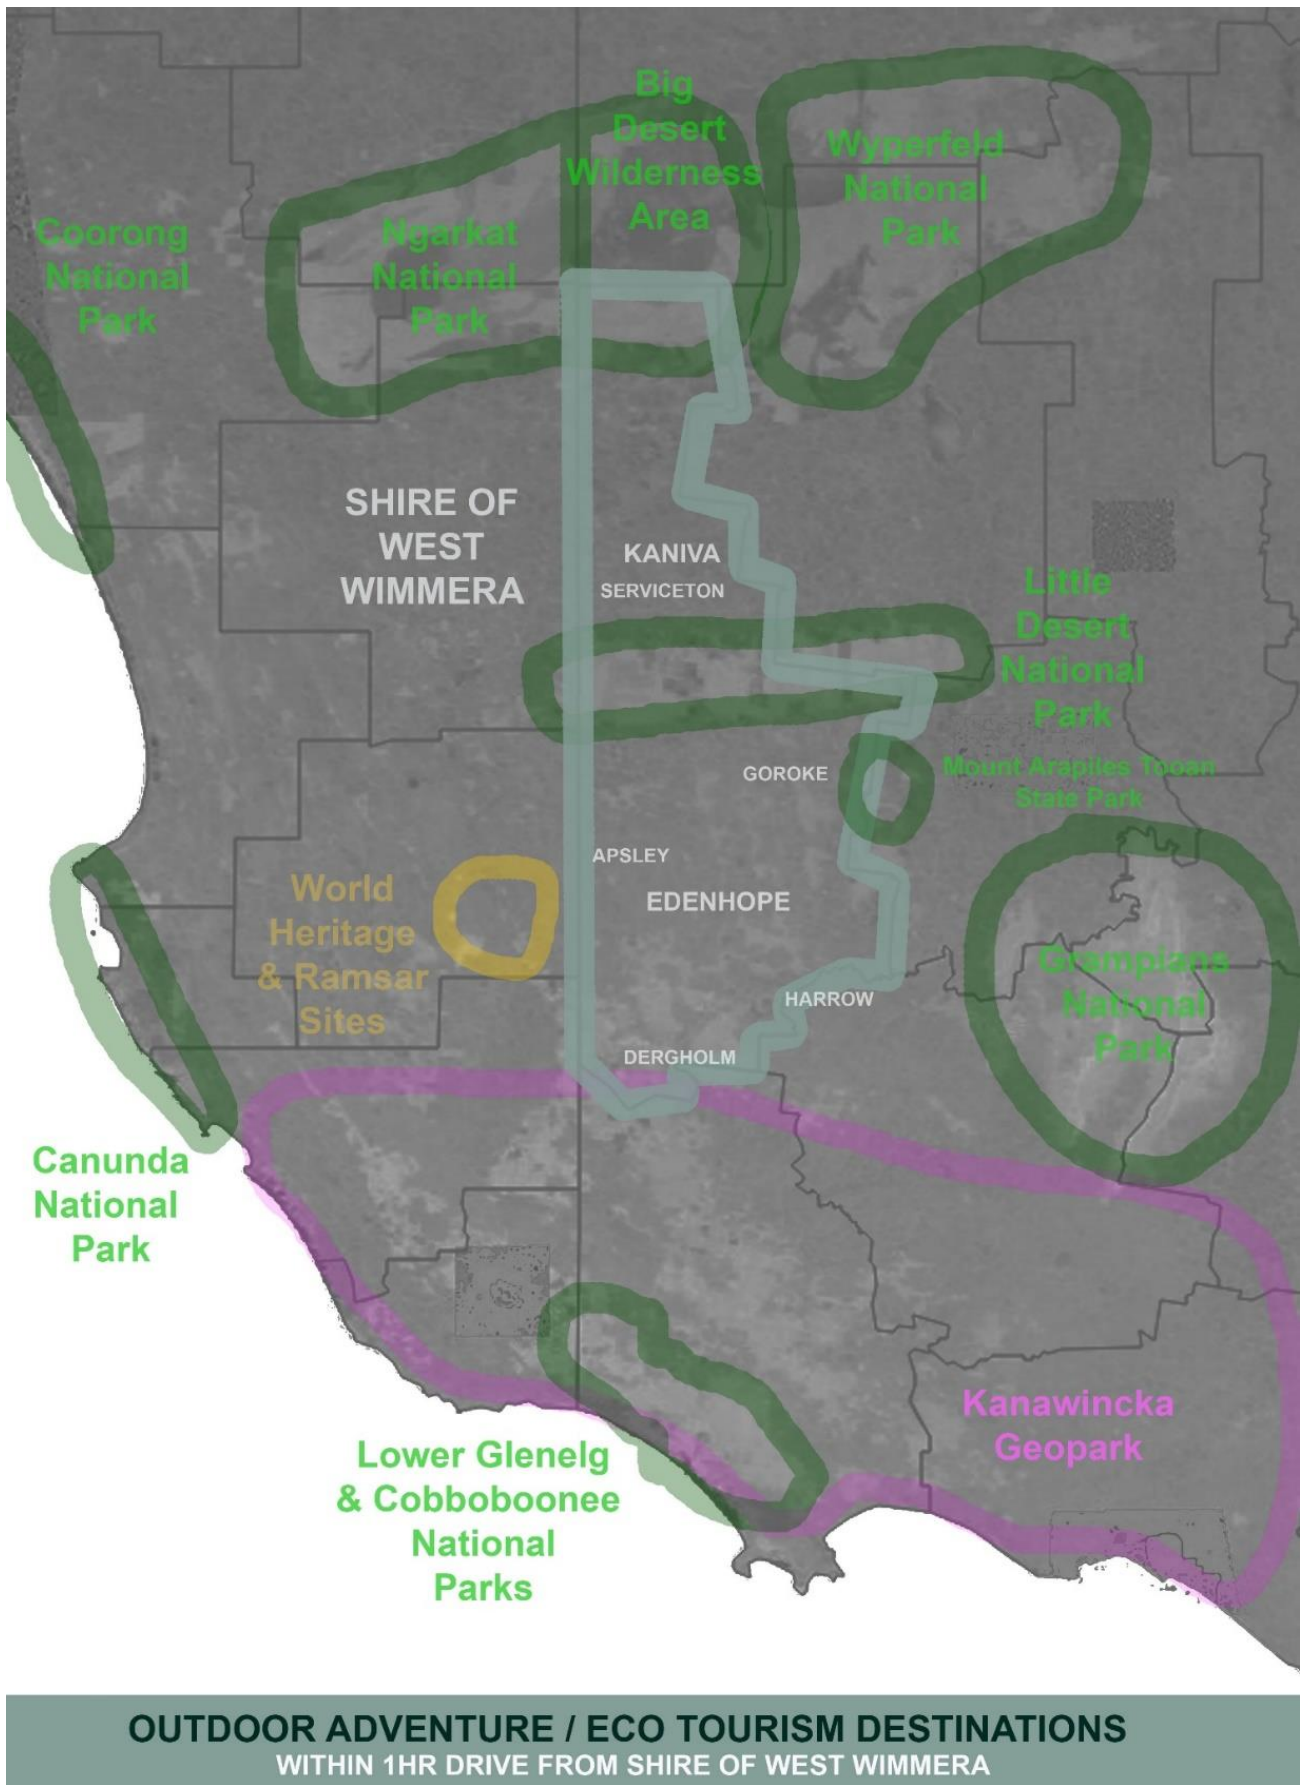 Big
Desert
Wilderness
Area
Wyperfeld
National
Park
Coorong
National
Park
Ngarkat
National
Park
SHIRE OF
WEST
WIMMERA
KANIVA
SERVICETON
Little
Desert
National
Park
GOROKE
Mount Arapiles Tooan
State Park
APSLEY
EDENHOPE
World
Heritage
& Ramsar
Sites
Grampians
National
Park
HARROW
DERGHOLM
Canunda
National
Park
Kanawincka
Geopark
Lower Glenelg
& Cobboboonee
National
Parks
OUTDOOR ADVENTURE / ECO TOURISM DESTINATIONS
WITHIN 1HR DRIVE FROM SHIRE OF WEST WIMMERA